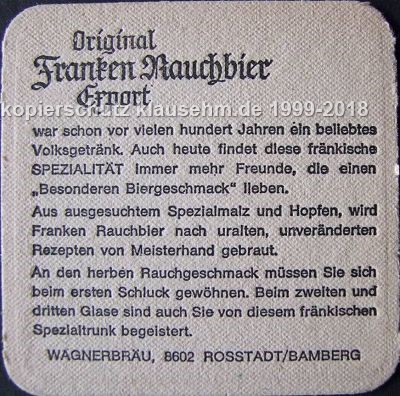 Original
Franken Rauchbier
Export
kopierschutz klausehm.de 1999-2018
war schon vor vielen hundert Jahren ein beliebtes
Volksgetränk. Auch heute findet diese fränkische
SPEZIALITÄT immer mehr Freunde, die einen
„Besonderen Biergeschmack“ lieben.
Aus ausgesuchtem Spezialmalz und Hopfen, wird
Franken Rauchbier nach uralten, unveränderten
Rezepten von Meisterhand gebraut.
An den herben Rauchgeschmack müssen Sie sich
beim ersten Schluck gewöhnen. Beim zweiten und
dritten Glase sind auch Sie von diesem fränkischen
Spezialtrunk begeistert.
WAGNERBRÄU, 8602 ROSSTADT/BAMBERG